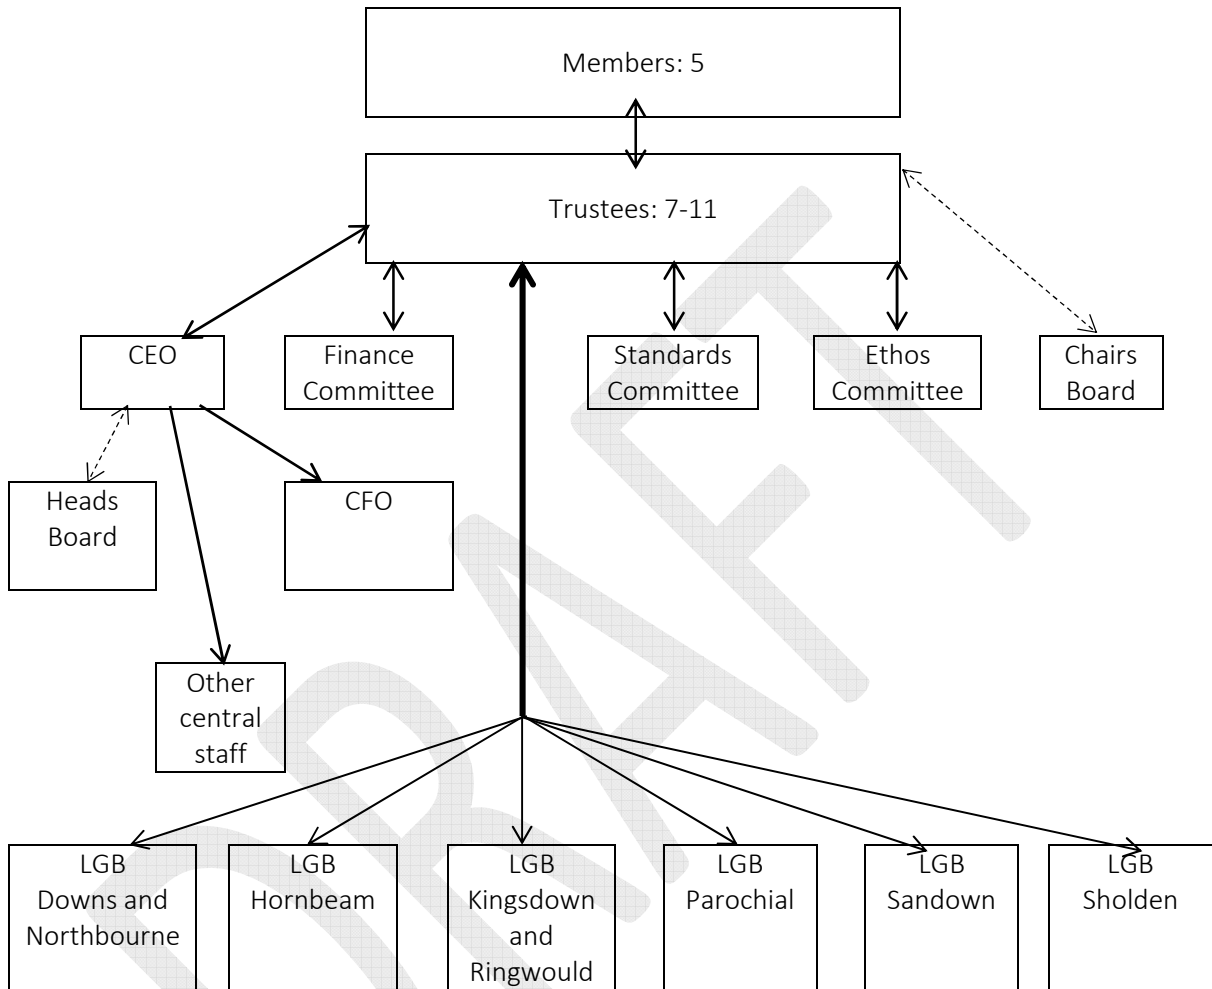 Members: 5
Trustees: 7-11
CEO
Finance
Committee
Standards
Committee
Ethos
Committee
Chairs
Board
Heads
Board
CFO
Other
central
staff
LGB
Downs and
Northbourne
LGB
Hornbeam
LGB
Kingsdown
and
Ringwould
LGB
Parochial
LGB
Sandown
LGB
Sholden
DRAFT